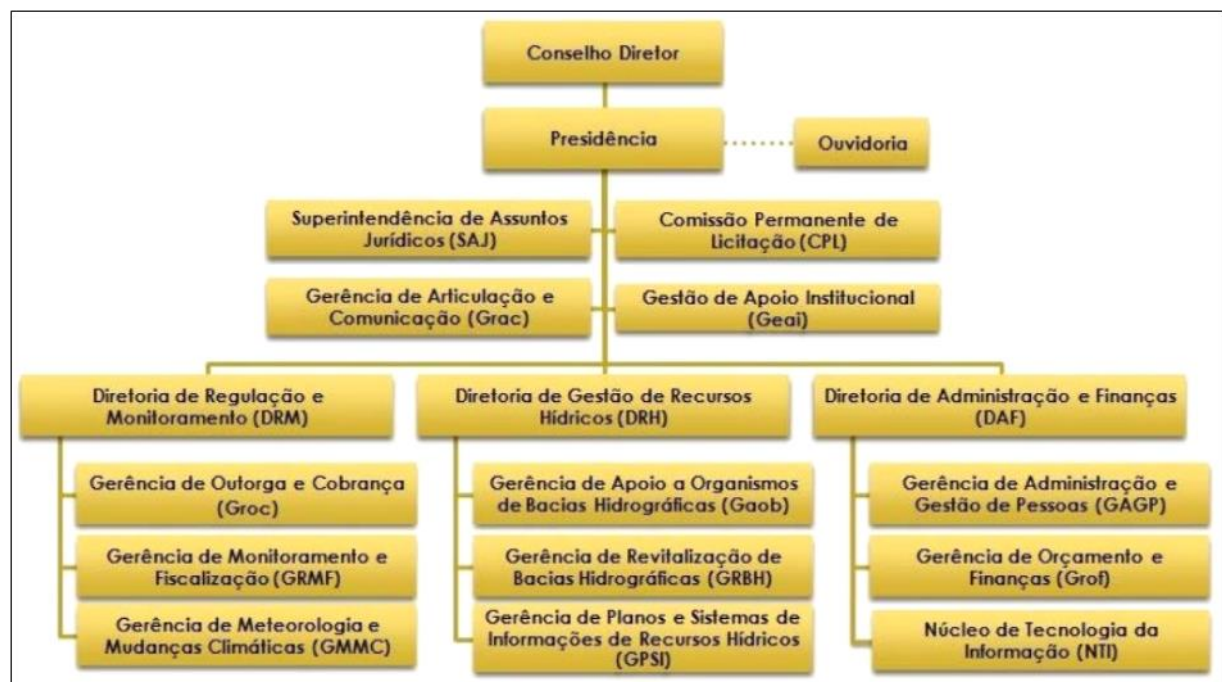 Conselho Diretor
Presidência
Ouvidoria
Superintendência de Assuntos
Jurídicos (SAJ)
Comissão Permanente de
Licitação (CPL)
Gerência de Articulação e
Comunicação (Grac)
Gestão de Apoio Institucional
(Geai)
Diretoria de Regulação e
Monitoramento (DRM)
Diretoria de Gestão de Recursos
Hídricos (DRH)
Diretoria de Administração e Finanças
(DAF)
Gerência de Outorga e Cobrança
(Groc)
Gerência de Monitoramento e
Fiscalização (GRMF)
Gerência de Meteorologia e
Mudanças Climáticas (GMMC)
Gerência de Apoio a Organismos
de Bacias Hidrográficas (Gaob)
Gerência de Revitalização de
Bacias Hidrográficas (GRBH)
Gerência de Planos e Sistemas de
Informações de Recursos Hídricos
(GPSI)
Gerência de Administração e
Gestão de Pessoas (GAGP)
Gerência de Orçamento e
Finanças (Grof)
Núcleo de Tecnologia da
Informação (NTI)